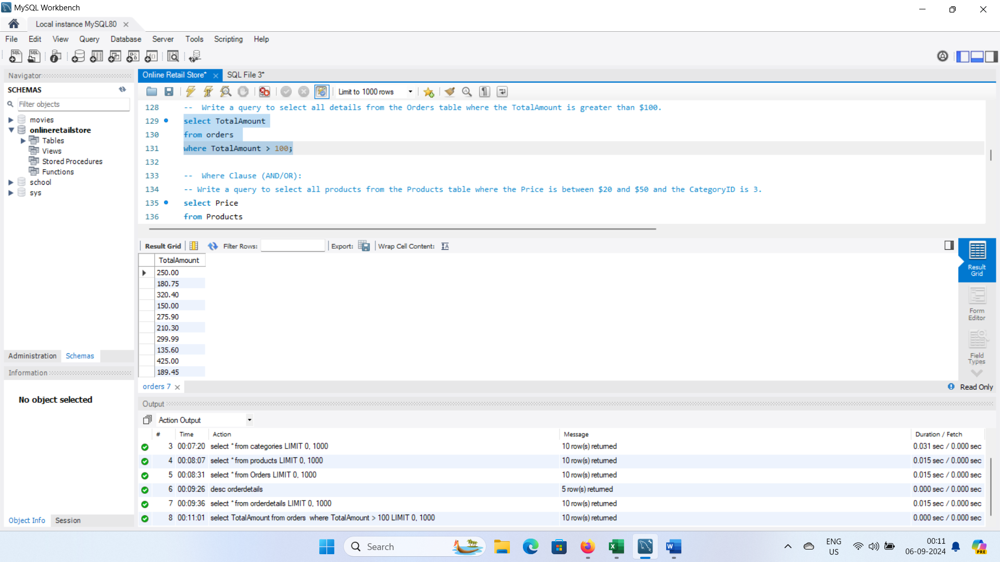 MySQL Workbench
Local instance MySQL80
File Edit View Query Database Server Tools Scripting Help
Navigator
SCHEMAS
Filter objects
movies
onlineretailstore
Tables
Views
Stored Procedures
Functions
school
sys
Administration Schemas
Information
No object selected
Object Info Session
Online Retail Store* SQL File 3*
Limit to 1000 rows
128 -- Write a query to select all details from the Orders table where the TotalAmount is greater than $100.
129 select TotalAmount
130 from orders
131 where TotalAmount > 100;
132
133 -- Where Clause (AND/OR):
134 -- Write a query to select all products from the Products table where the Price is between $20 and $50 and the CategoryID is 3.
135 select Price
136 from Products
Result Grid Filter Rows: Export: Wrap Cell Content:
TotalAmount
250.00
180.75
320.40
150.00
275.90
210.30
299.99
135.60
425.00
189.45
Result
Grid
Form
Editor
Field
Types
orders 7
Read Only
Output
Action Output
# Time Action Message Duration / Fetch
3 00:07:20 select * from categories LIMIT 0, 1000 10 row(s) returned 0.031 sec / 0.000 sec
4 00:08:07 select * from products LIMIT 0, 1000 10 row(s) returned 0.015 sec / 0.000 sec
5 00:08:31 select * from Orders LIMIT 0, 1000 10 row(s) returned 0.015 sec / 0.000 sec
6 00:09:26 desc orderdetails 5 row(s) returned 0.000 sec / 0.000 sec
7 00:09:36 select * from orderdetails LIMIT 0, 1000 10 row(s) returned 0.015 sec / 0.000 sec
8 00:11:01 select TotalAmount from orders where TotalAmount > 100 LIMIT 0, 1000 10 row(s) returned 0.000 sec / 0.000 sec
Search
ENG
US
00:11
06-09-2024
PRE